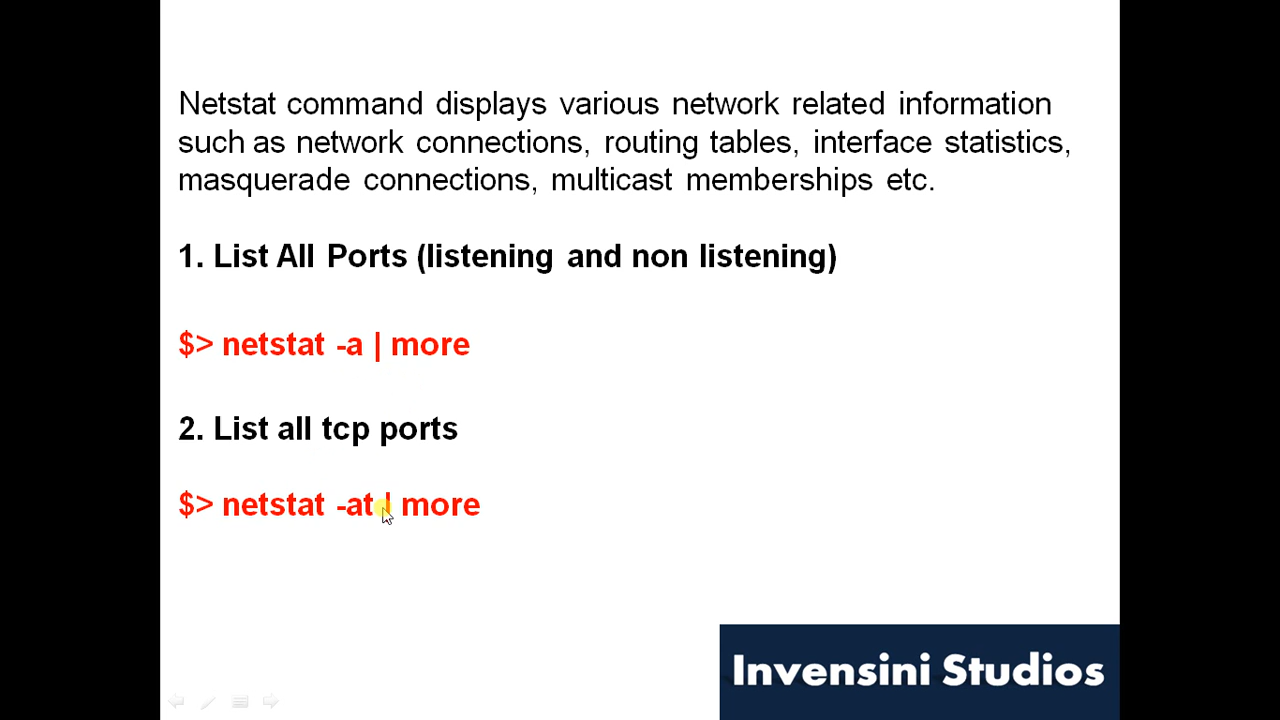 Netstat command displays various network related information
such as network connections, routing tables, interface statistics,
masquerade connections, multicast memberships etc.
1. List All Ports (listening and non listening)
$> netstat -a | more
2. List all tcp ports
$> netstat -at | more
Invensini Studios